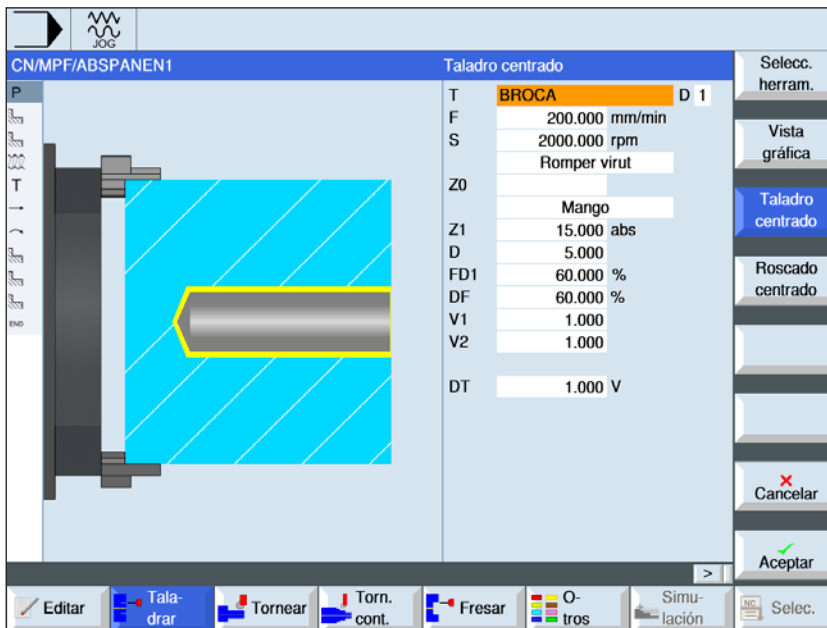 JOG
CN/MPF/ABSPANEN1
Taladro centrado
P
T
END
T BROCA D 1
F 200.000 mm/min
S 2000.000 rpm
Romper virut
Z0
Mango
Z1 15.000 abs
D 5.000
FD1 60.000 %
DF 60.000 %
V1 1.000
V2 1.000
DT 1.000 V
Selecc.
herram.
Vista
gráfica
Taladro
centrado
Roscado
centrado
Cancelar
Aceptar
>
Editar
Tala-
drar
Tornear
Torn.
cont.
Fresar
O-
tros
Simu-
lación
NC
Selec.